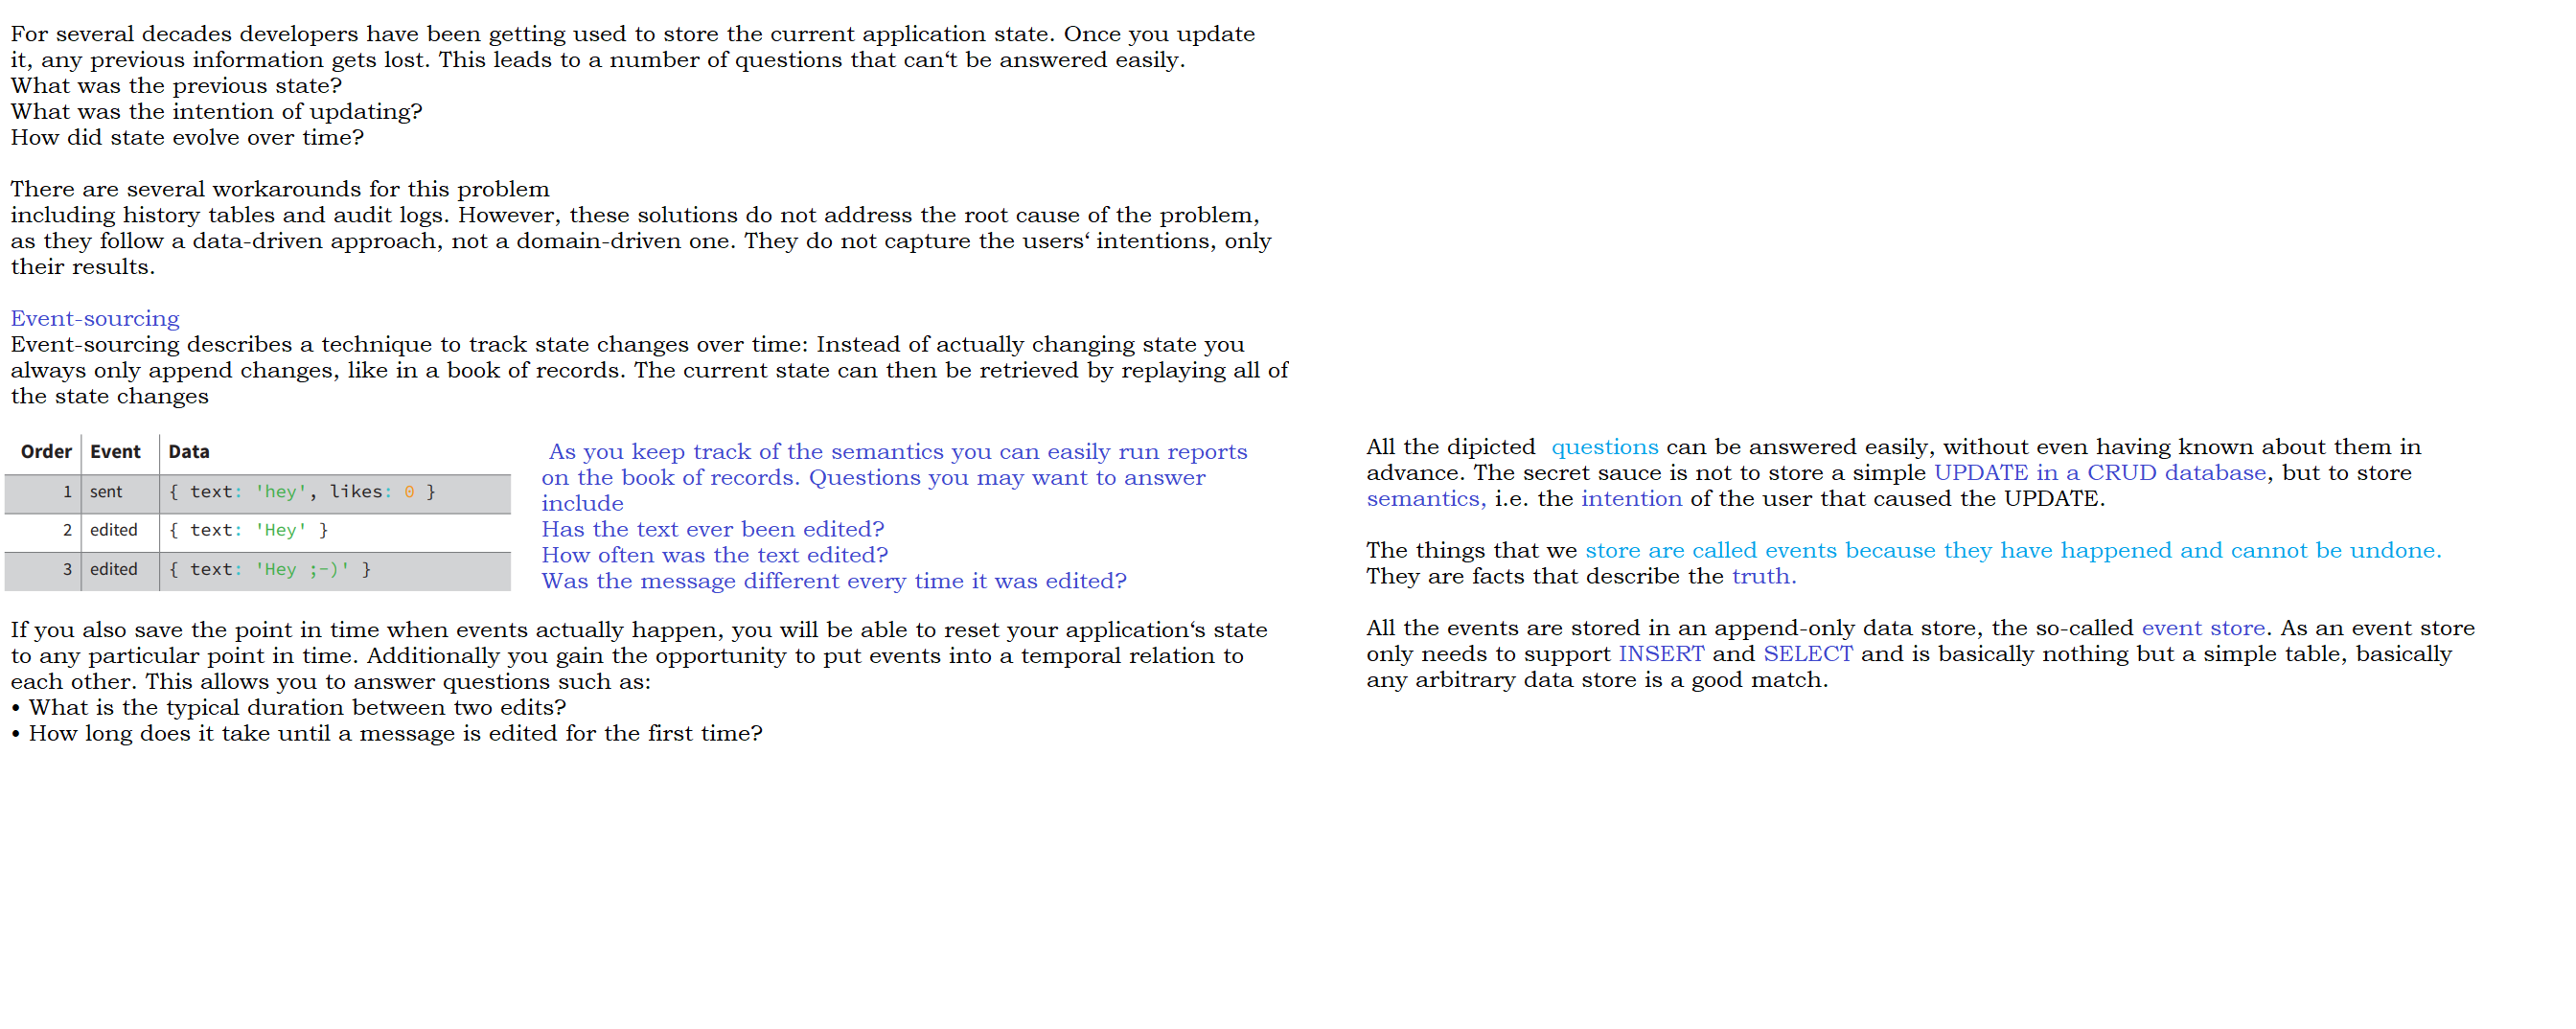 For several decades developers have been getting used to store the current application state. Once you update
it, any previous information gets lost. This leads to a number of questions that can‘t be answered easily.
What was the previous state?
What was the intention of updating?
How did state evolve over time?
There are several workarounds for this problem
including history tables and audit logs. However, these solutions do not address the root cause of the problem,
as they follow a data-driven approach, not a domain-driven one. They do not capture the users‘ intentions, only
their results.
Event-sourcing
Event-sourcing describes a technique to track state changes over time: Instead of actually changing state you
always only append changes, like in a book of records. The current state can then be retrieved by replaying all of
the state changes
Order Event Data
1 sent { text: 'hey', likes: 0 }
2 edited { text: 'Hey' }
3 edited { text: 'Hey ;-)' }
As you keep track of the semantics you can easily run reports
on the book of records. Questions you may want to answer
include
Has the text ever been edited?
How often was the text edited?
Was the message different every time it was edited?
If you also save the point in time when events actually happen, you will be able to reset your application‘s state
to any particular point in time. Additionally you gain the opportunity to put events into a temporal relation to
each other. This allows you to answer questions such as:
• What is the typical duration between two edits?
• How long does it take until a message is edited for the first time?
All the dipicted questions can be answered easily, without even having known about them in
advance. The secret sauce is not to store a simple UPDATE in a CRUD database, but to store
semantics, i.e. the intention of the user that caused the UPDATE.
The things that we store are called events because they have happened and cannot be undone.
They are facts that describe the truth.
All the events are stored in an append-only data store, the so-called event store. As an event store
only needs to support INSERT and SELECT and is basically nothing but a simple table, basically
any arbitrary data store is a good match.